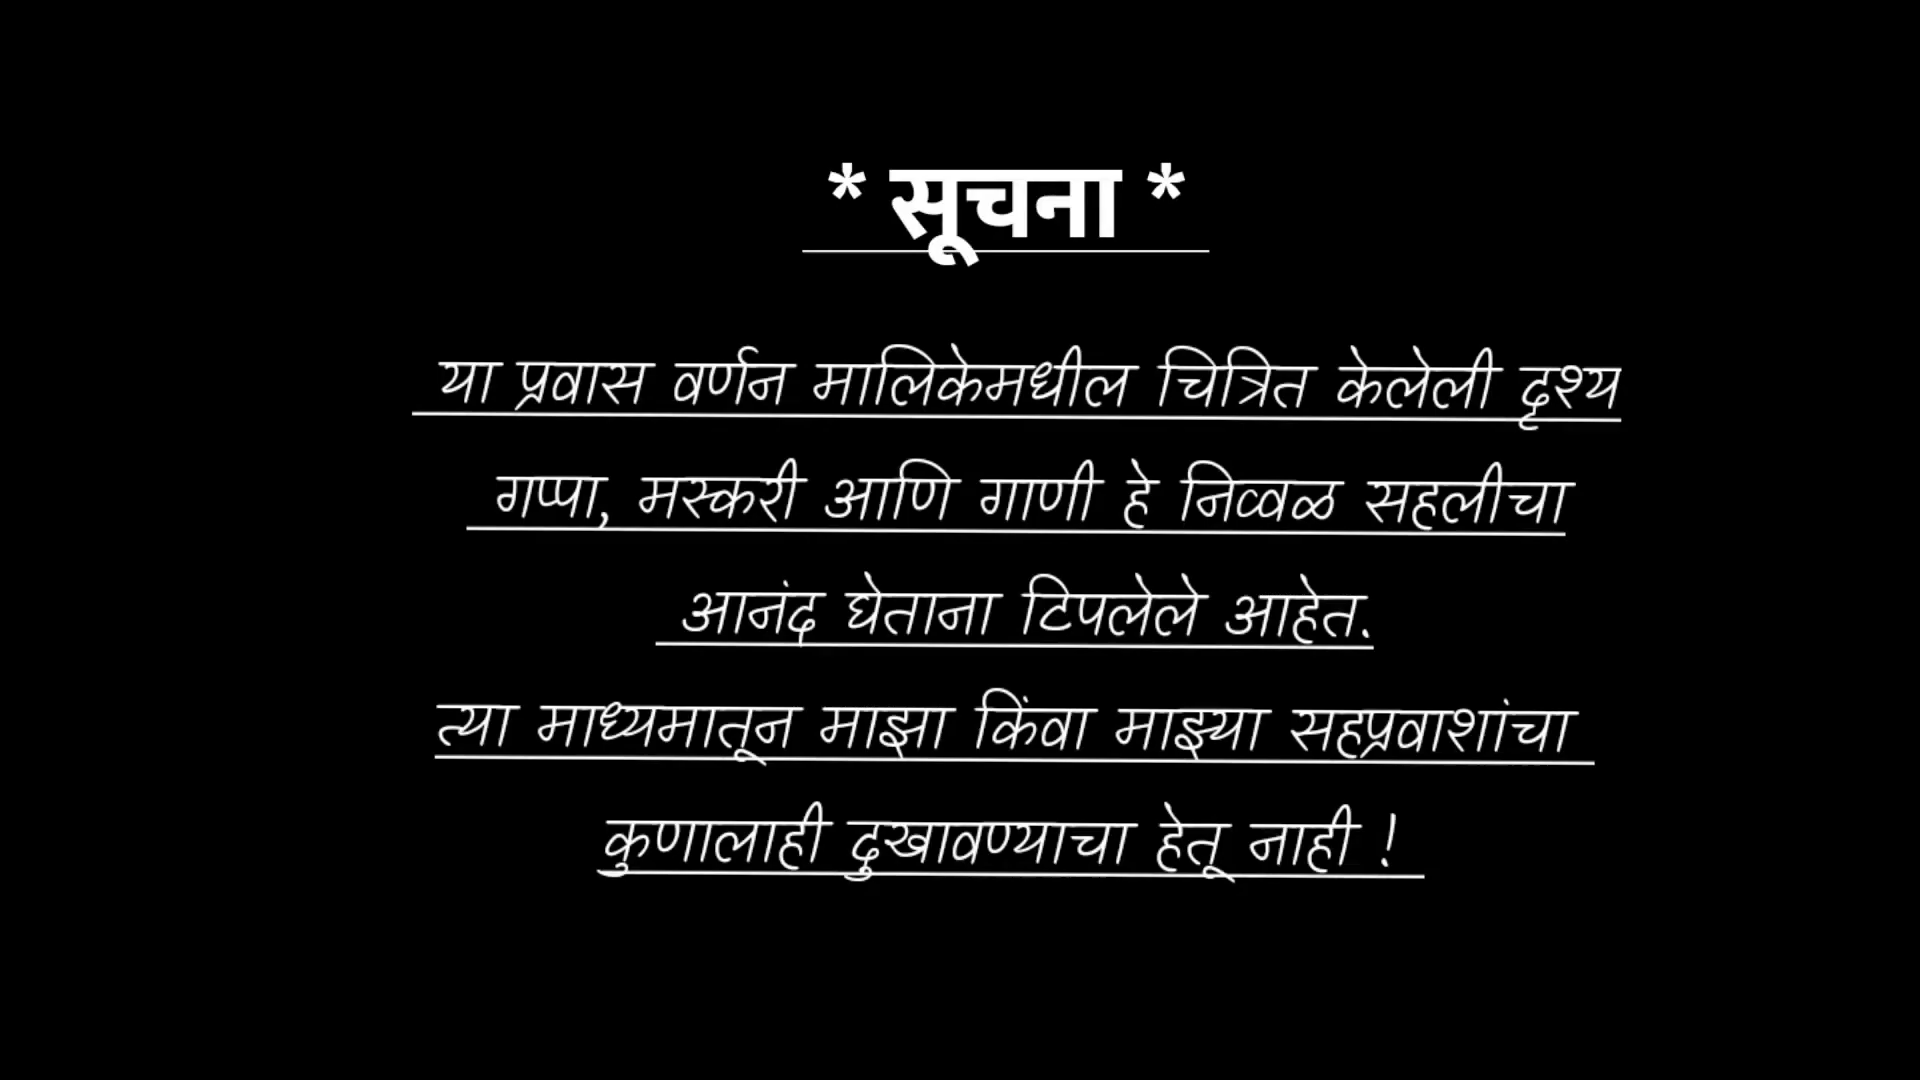 * सूचना *
या प्रवास वर्णन मालिकेमधील चित्रित केलेली दृश्य
गप्पा, मस्करी आणि गाणी हे निव्वळ सहलीचा
आनंद घेताना टिपलेले आहेत.
त्या माध्यमातून माझा किंवा माझ्या सहप्रवाशांचा
कुणालाही दुखावण्याचा हेतू नाही !